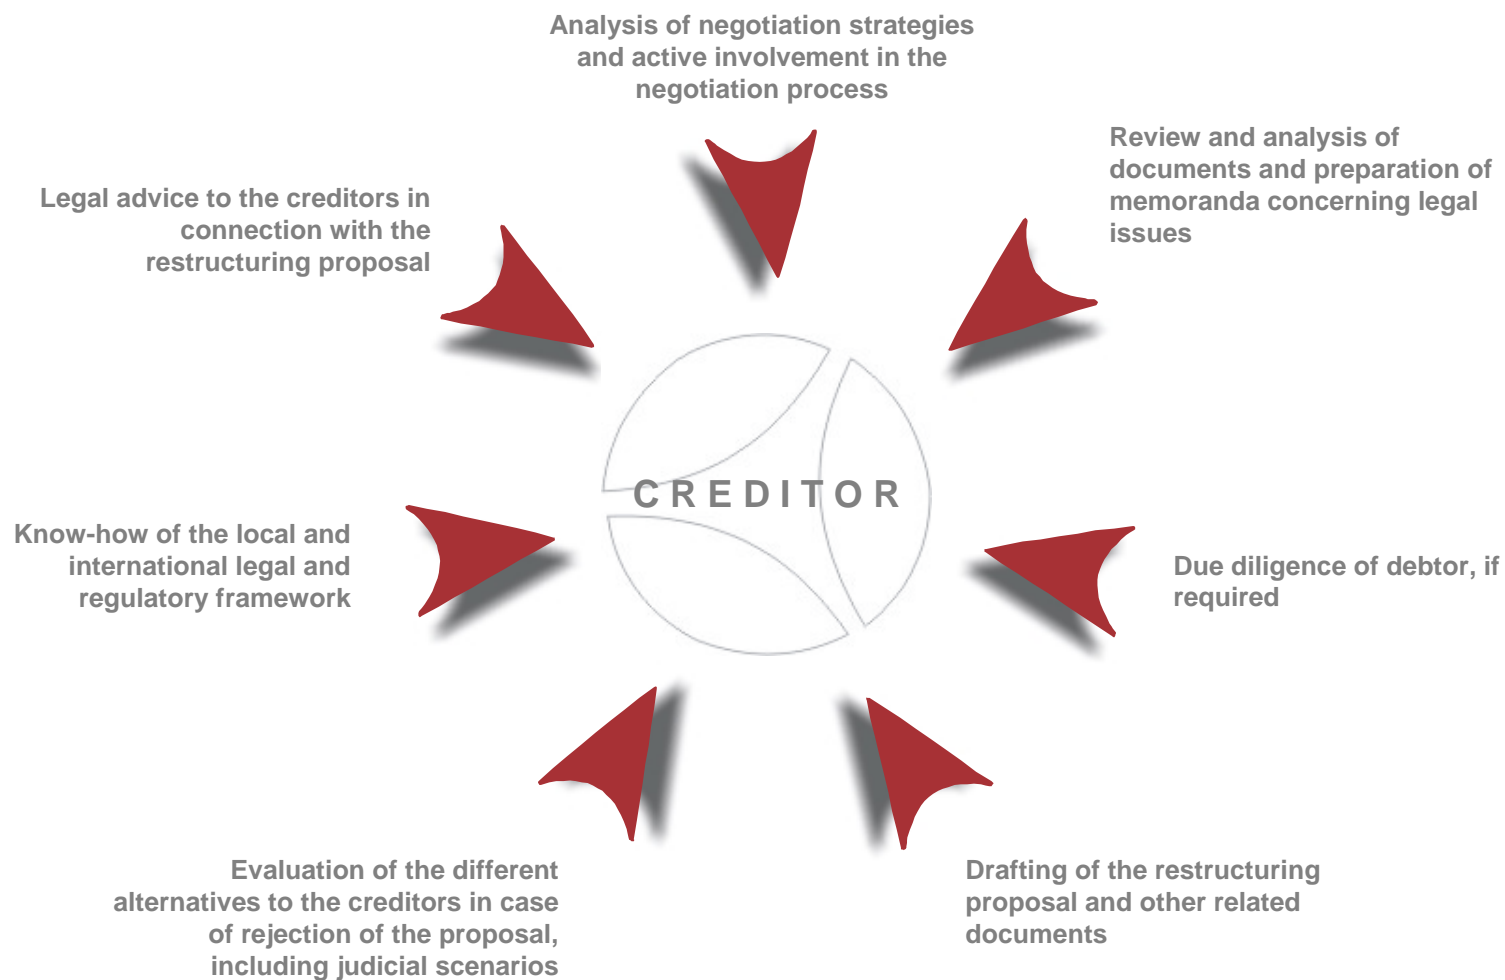 Analysis of negotiation strategies
and active involvement in the
negotiation process
Review and analysis of
documents and preparation of
memoranda concerning legal
issues
Legal advice to the creditors in
connection with the
restructuring proposal
CREDITOR
Know-how of the local and
international legal and
regulatory framework
Due diligence of debtor, if
required
Evaluation of the different
alternatives to the creditors in case
of rejection of the proposal,
including judicial scenarios
Drafting of the restructuring
proposal and other related
documents